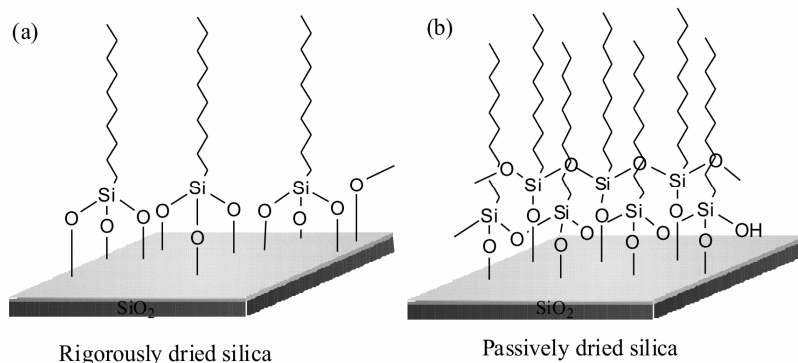 (a)
Si Si Si O
O O O O O O
O O O
SiO₂
Rigorously dried silica
(b)
O O O O
Si Si Si
O O O
Si O Si O Si O Si OH
O O O O
SiO₂
Passively dried silica